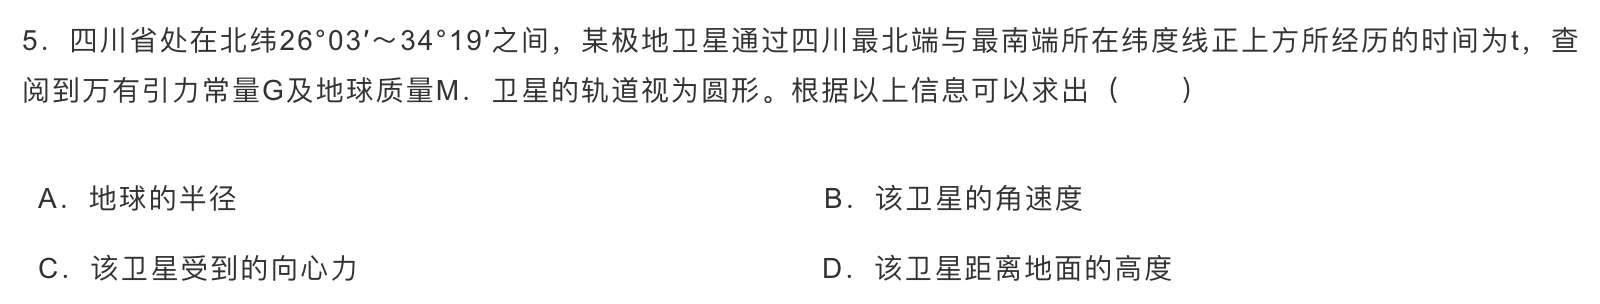 5．四川省处在北纬26°03′～34°19′之间，某极地卫星通过四川最北端与最南端所在纬度线正上方所经历的时间为t，查
阅到万有引力常量G及地球质量M．卫星的轨道视为圆形。根据以上信息可以求出（　　）
A．地球的半径　　B．该卫星的角速度
C．该卫星受到的向心力　　D．该卫星距离地面的高度